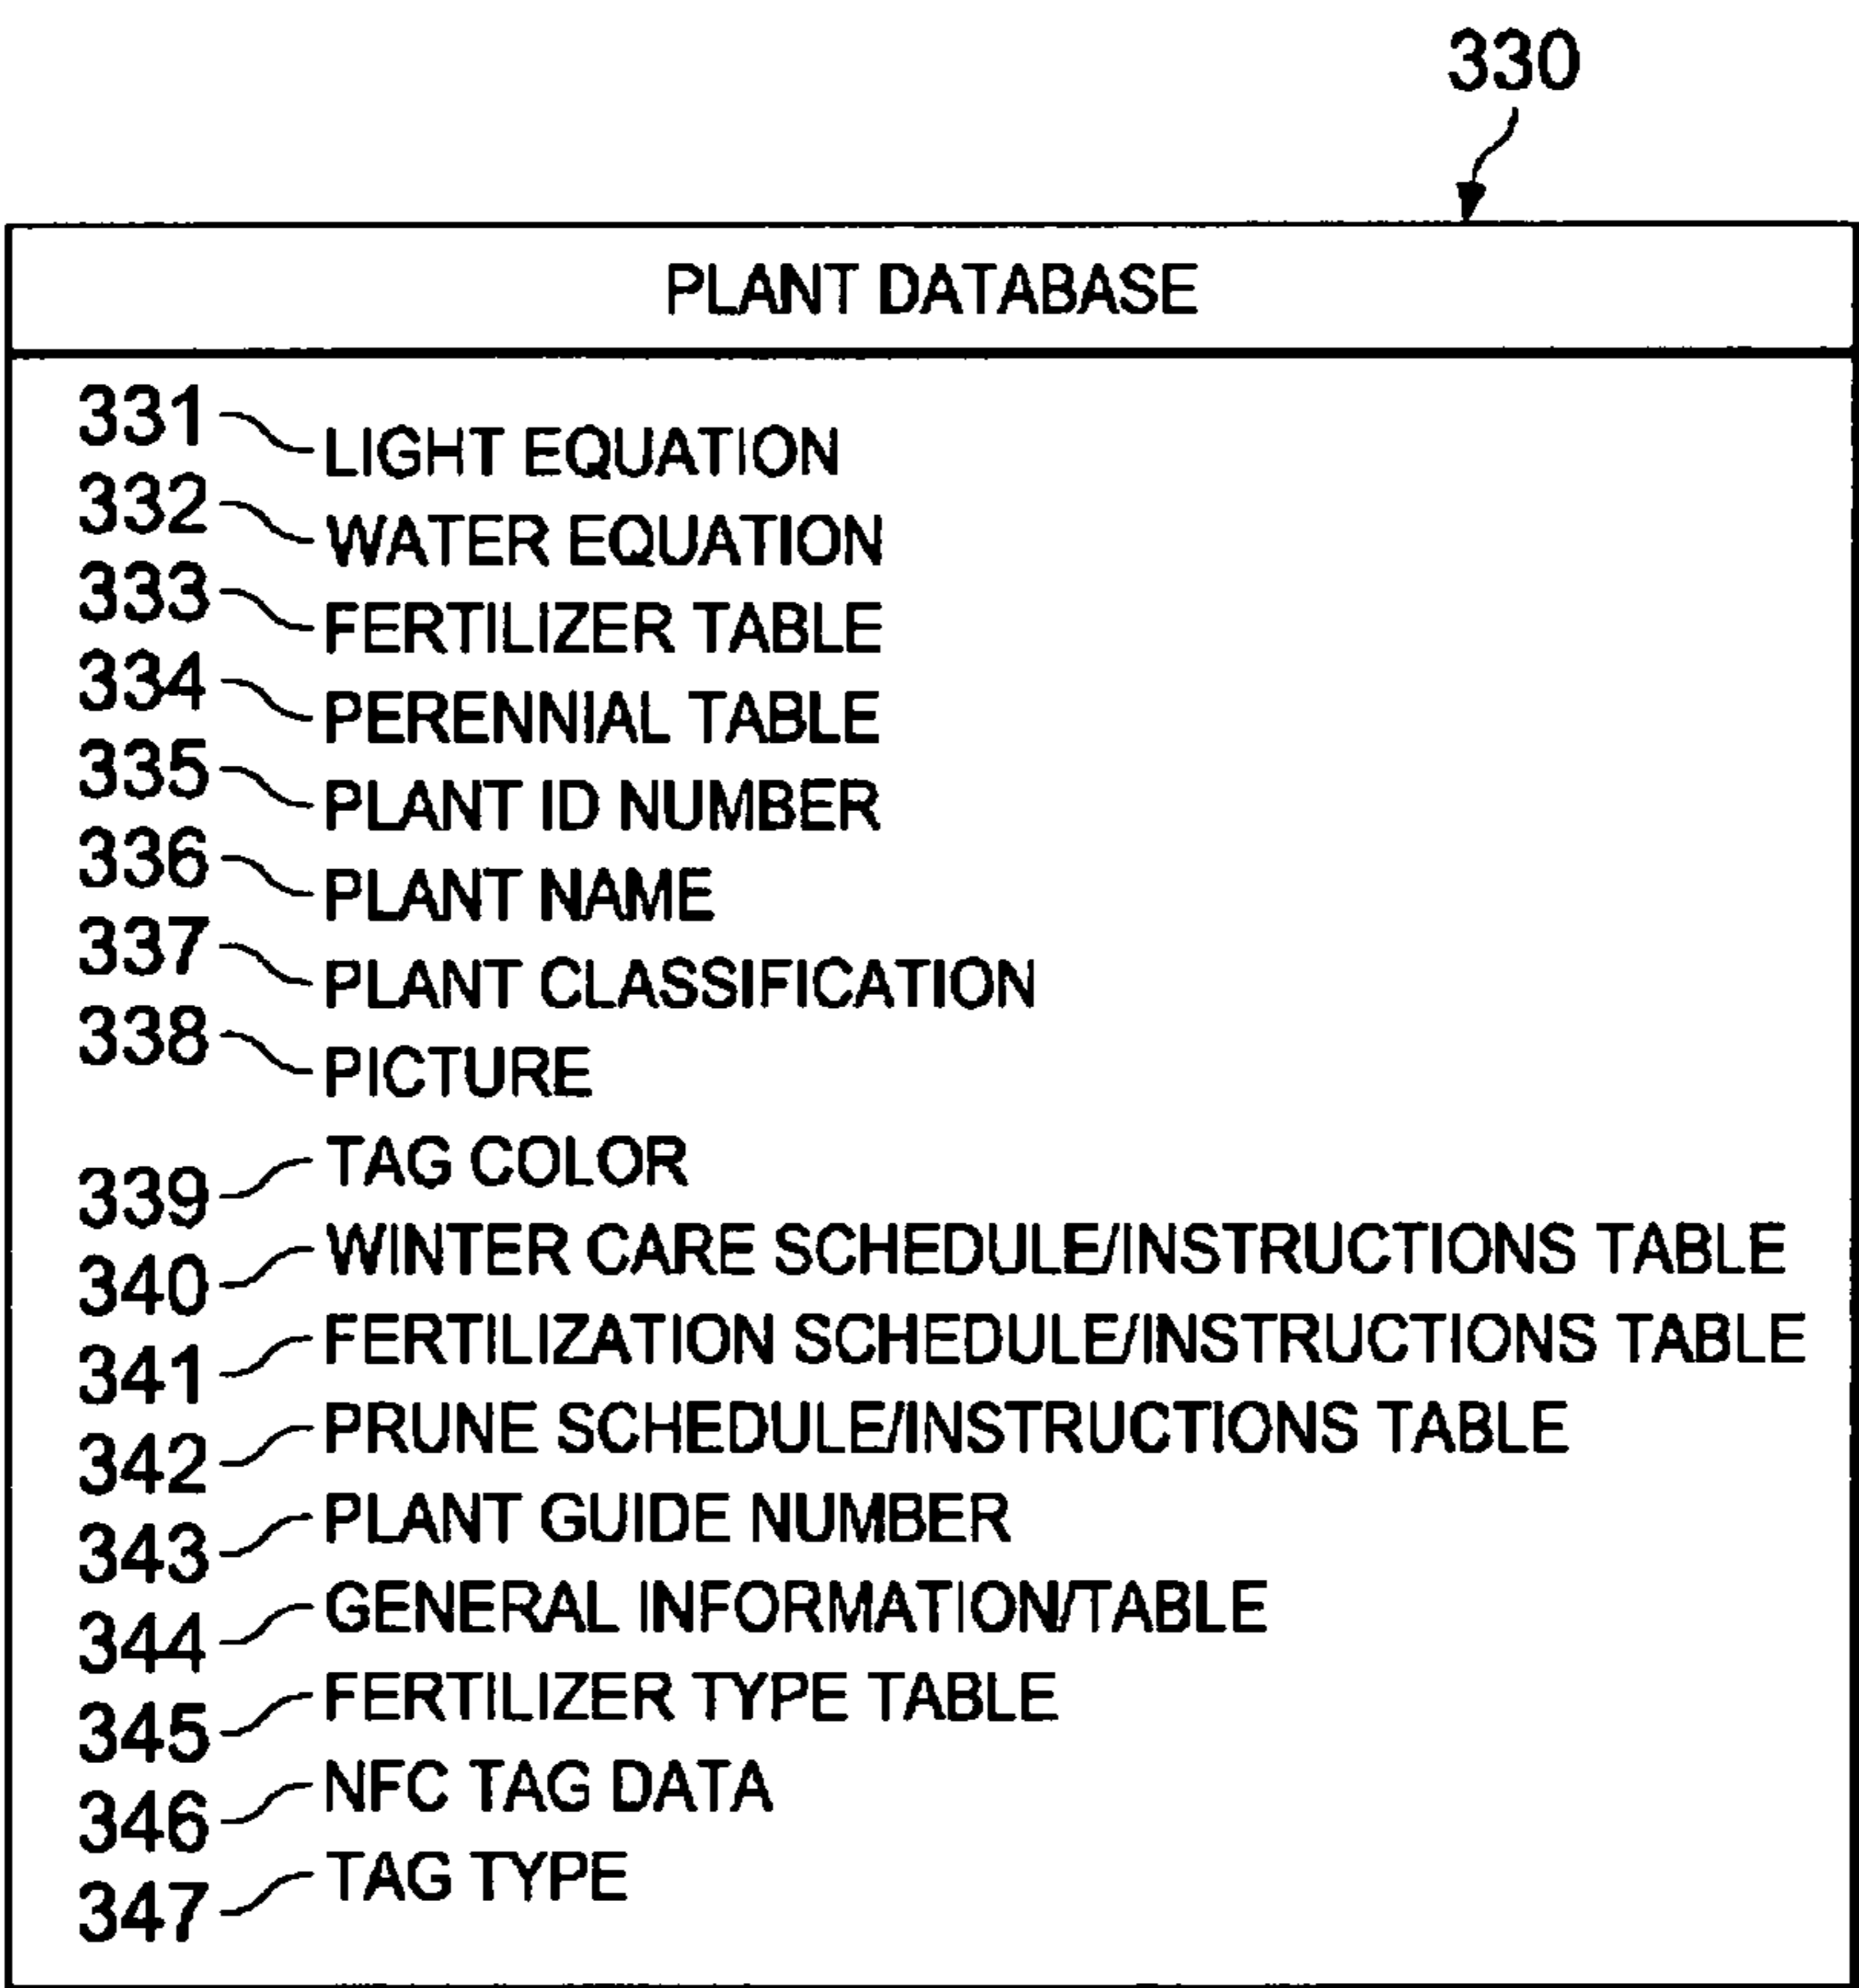 330
PLANT DATABASE
331 LIGHT EQUATION
332 WATER EQUATION
333 FERTILIZER TABLE
334 PERENNIAL TABLE
335 PLANT ID NUMBER
336 PLANT NAME
337 PLANT CLASSIFICATION
338 PICTURE
339 TAG COLOR
340 WINTER CARE SCHEDULE/INSTRUCTIONS TABLE
341 FERTILIZATION SCHEDULE/INSTRUCTIONS TABLE
342 PRUNE SCHEDULE/INSTRUCTIONS TABLE
343 PLANT GUIDE NUMBER
344 GENERAL INFORMATION/TABLE
345 FERTILIZER TYPE TABLE
346 NFC TAG DATA
347 TAG TYPE